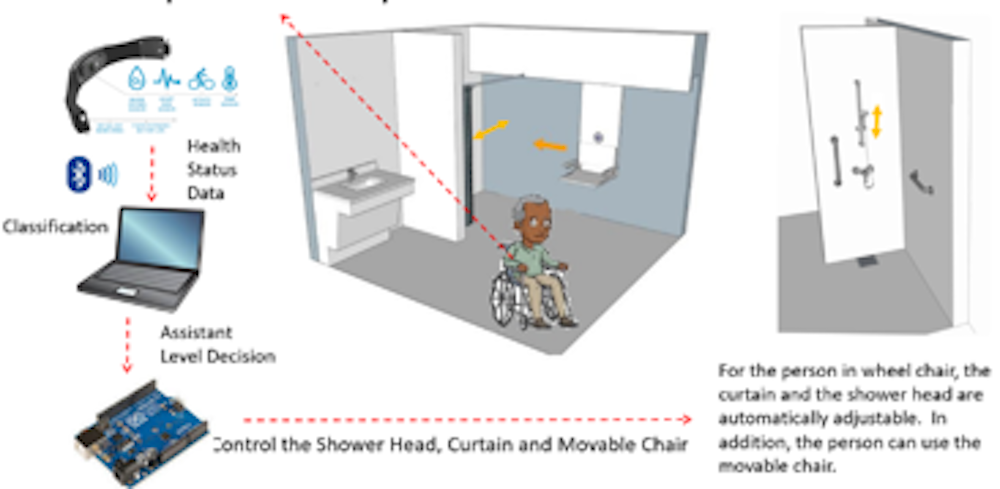 Health
Status
Data
Classification
Assistant
Level Decision
Control the Shower Head, Curtain and Movable Chair
For the person in wheel chair, the
curtain and the shower head are
automatically adjustable. In
addition, the person can use the
movable chair.